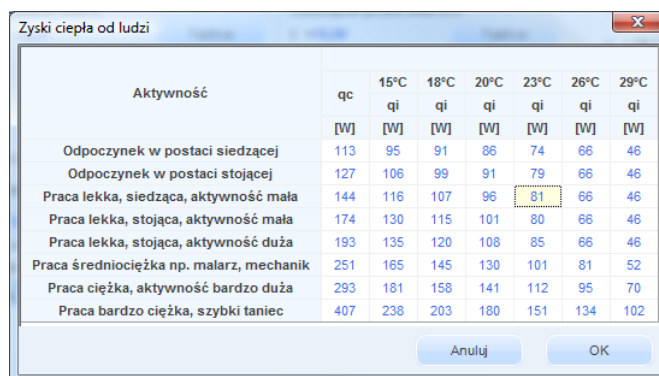 Zyski ciepła od ludzi
Aktywność qc 15°C 18°C 20°C 23°C 26°C 29°C
qi qi qi qi qi qi
[W] [W] [W] [W] [W] [W] [W]
Odpoczynek w postaci siedzącej 113 95 91 86 74 66 46
Odpoczynek w postaci stojącej 127 106 99 91 79 66 46
Praca lekka, siedząca, aktywność mała 144 116 107 96 81 66 46
Praca lekka, stojąca, aktywność mała 174 130 115 101 80 66 46
Praca lekka, stojąca, aktywność duża 193 135 120 108 85 66 46
Praca średniociężka np. malarz, mechanik 251 165 145 130 101 81 52
Praca ciężka, aktywność bardzo duża 293 181 158 141 112 95 70
Praca bardzo ciężka, szybki taniec 407 238 203 180 151 134 102
Anuluj OK